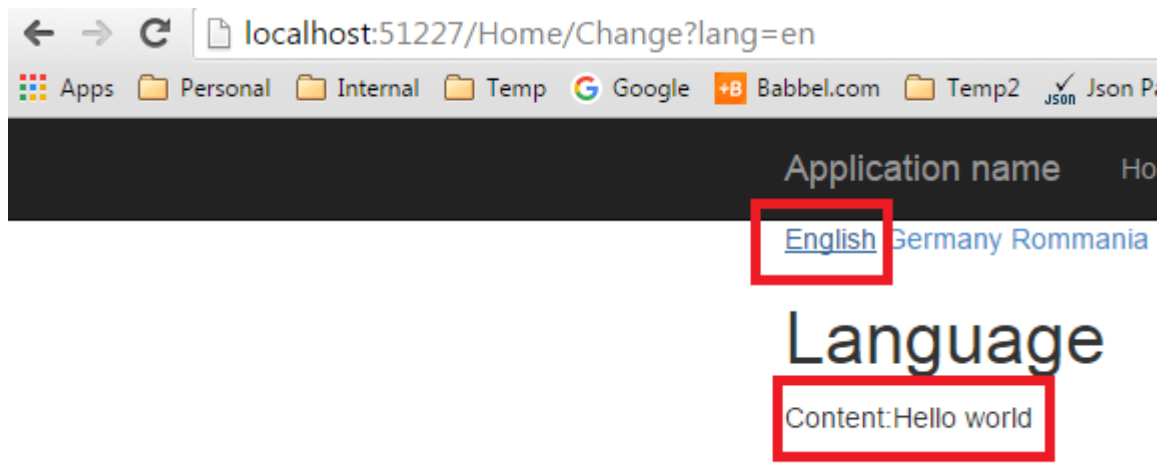 localhost:51227/Home/Change?lang=en
Apps Personal Internal Temp G Google +B Babbel.com Temp2 JSON Json Pa
Application name Ho
English Germany Rommania
Language
Content:Hello world